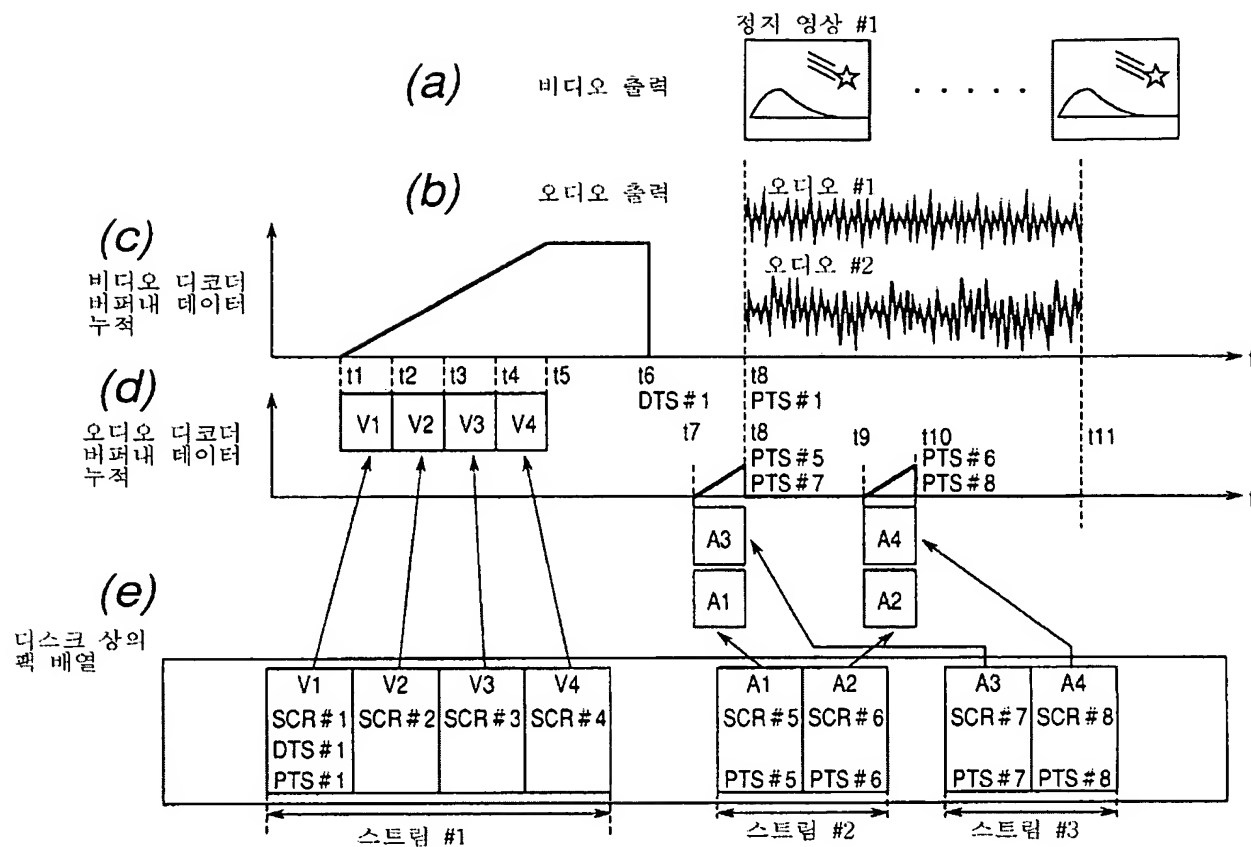 정지 영상 #1
(a) 비디오 출력
(b) 오디오 출력
오디오 #1
오디오 #2
(c)
비디오 디코더
버퍼내 데이터
누적
t
t1 t2 t3 t4 t5 t6 t8
DTS#1 PTS#1
(d)
오디오 디코더
버퍼내 데이터
누적
V1 V2 V3 V4
t7 t8 t9 t10 t11
PTS#5 PTS#6
PTS#7 PTS#8
t
A3 A4
A1 A2
(e)
디스크 상의
팩 배열
V1 V2 V3 V4 A1 A2 A3 A4
SCR#1 SCR#2 SCR#3 SCR#4 SCR#5 SCR#6 SCR#7 SCR#8
DTS#1
PTS#1 PTS#5 PTS#6 PTS#7 PTS#8
스트림 #1 스트림 #2 스트림 #3